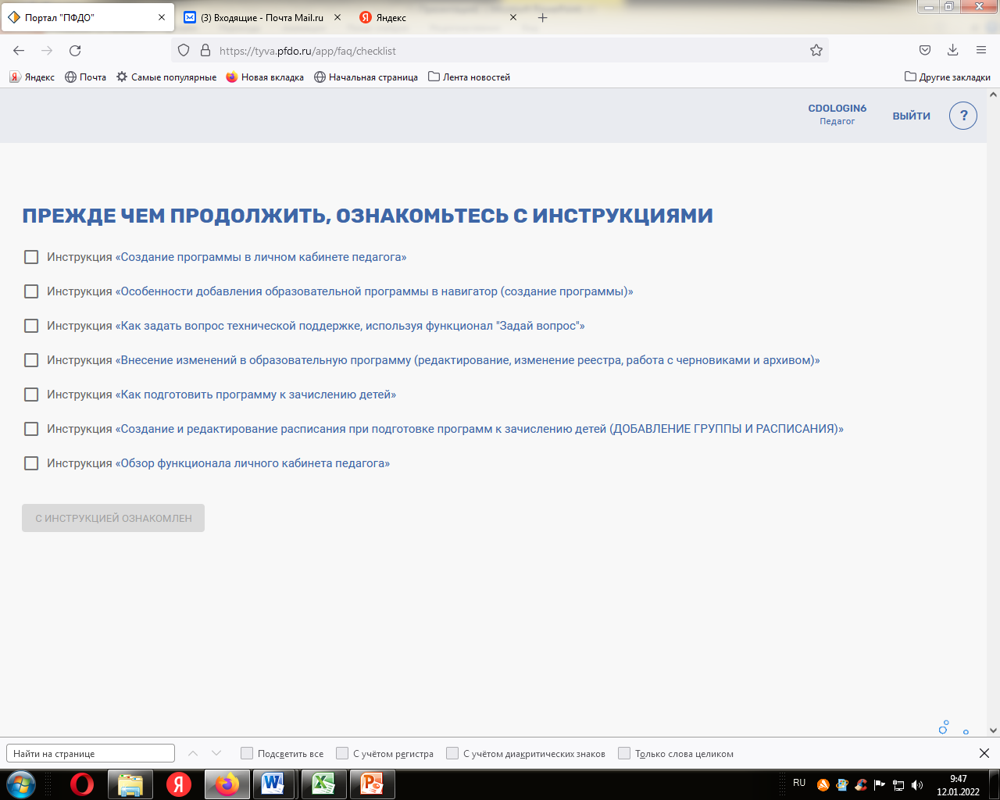 Портал "ПФДО"
(3) Входящие - Почта Mail.ru
Яндекс
https://tyva.pfdo.ru/app/faq/checklist
Яндекс
Почта
Самые популярные
Новая вкладка
Начальная страница
Лента новостей
Другие закладки
CDOLOGIN6
Педагог
ВЫЙТИ
?
ПРЕЖДЕ ЧЕМ ПРОДОЛЖИТЬ, ОЗНАКОМЬТЕСЬ С ИНСТРУКЦИЯМИ
Инструкция «Создание программы в личном кабинете педагога»
Инструкция «Особенности добавления образовательной программы в навигатор (создание программы)»
Инструкция «Как задать вопрос технической поддержке, используя функционал "Задай вопрос"»
Инструкция «Внесение изменений в образовательную программу (редактирование, изменение реестра, работа с черновиками и архивом)»
Инструкция «Как подготовить программу к зачислению детей»
Инструкция «Создание и редактирование расписания при подготовке программ к зачислению детей (ДОБАВЛЕНИЕ ГРУППЫ И РАСПИСАНИЯ)»
Инструкция «Обзор функционала личного кабинета педагога»
С ИНСТРУКЦИЕЙ ОЗНАКОМЛЕН
Найти на странице
Подсветить все
С учётом регистра
С учётом диакритических знаков
Только слова целиком
RU
9:47
12.01.2022